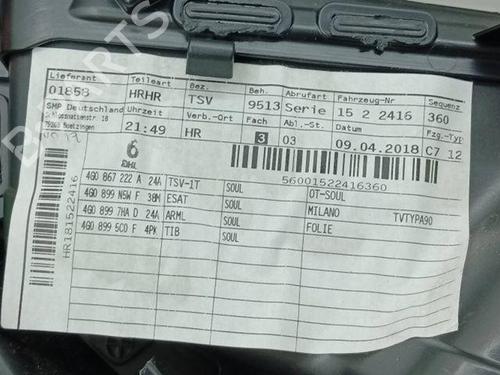 Lieferant Teileart Bez. Beh. Abrufart Fahrzeug-Nr Sequenz
01858 HRHR TSV 9513 Serie 15 2 2416 360
SMP Deutschland Uhrzeit Verb.-Ort Fach Abl.-St. Datum Fzg.-Typ
21:49 HR 3 03 09.04.2018 C7 12
6
56001522416360
4G0 867 222 A 24A TSV-1T SOUL OT-SOUL
4G0 899 N5W F 38M ESAT SOUL MILANO TVTYPA90
4G0 899 7HA D 24A ARML SOUL FOLIE
4G0 899 5CD F 4PK TIB SOUL
HR181522416